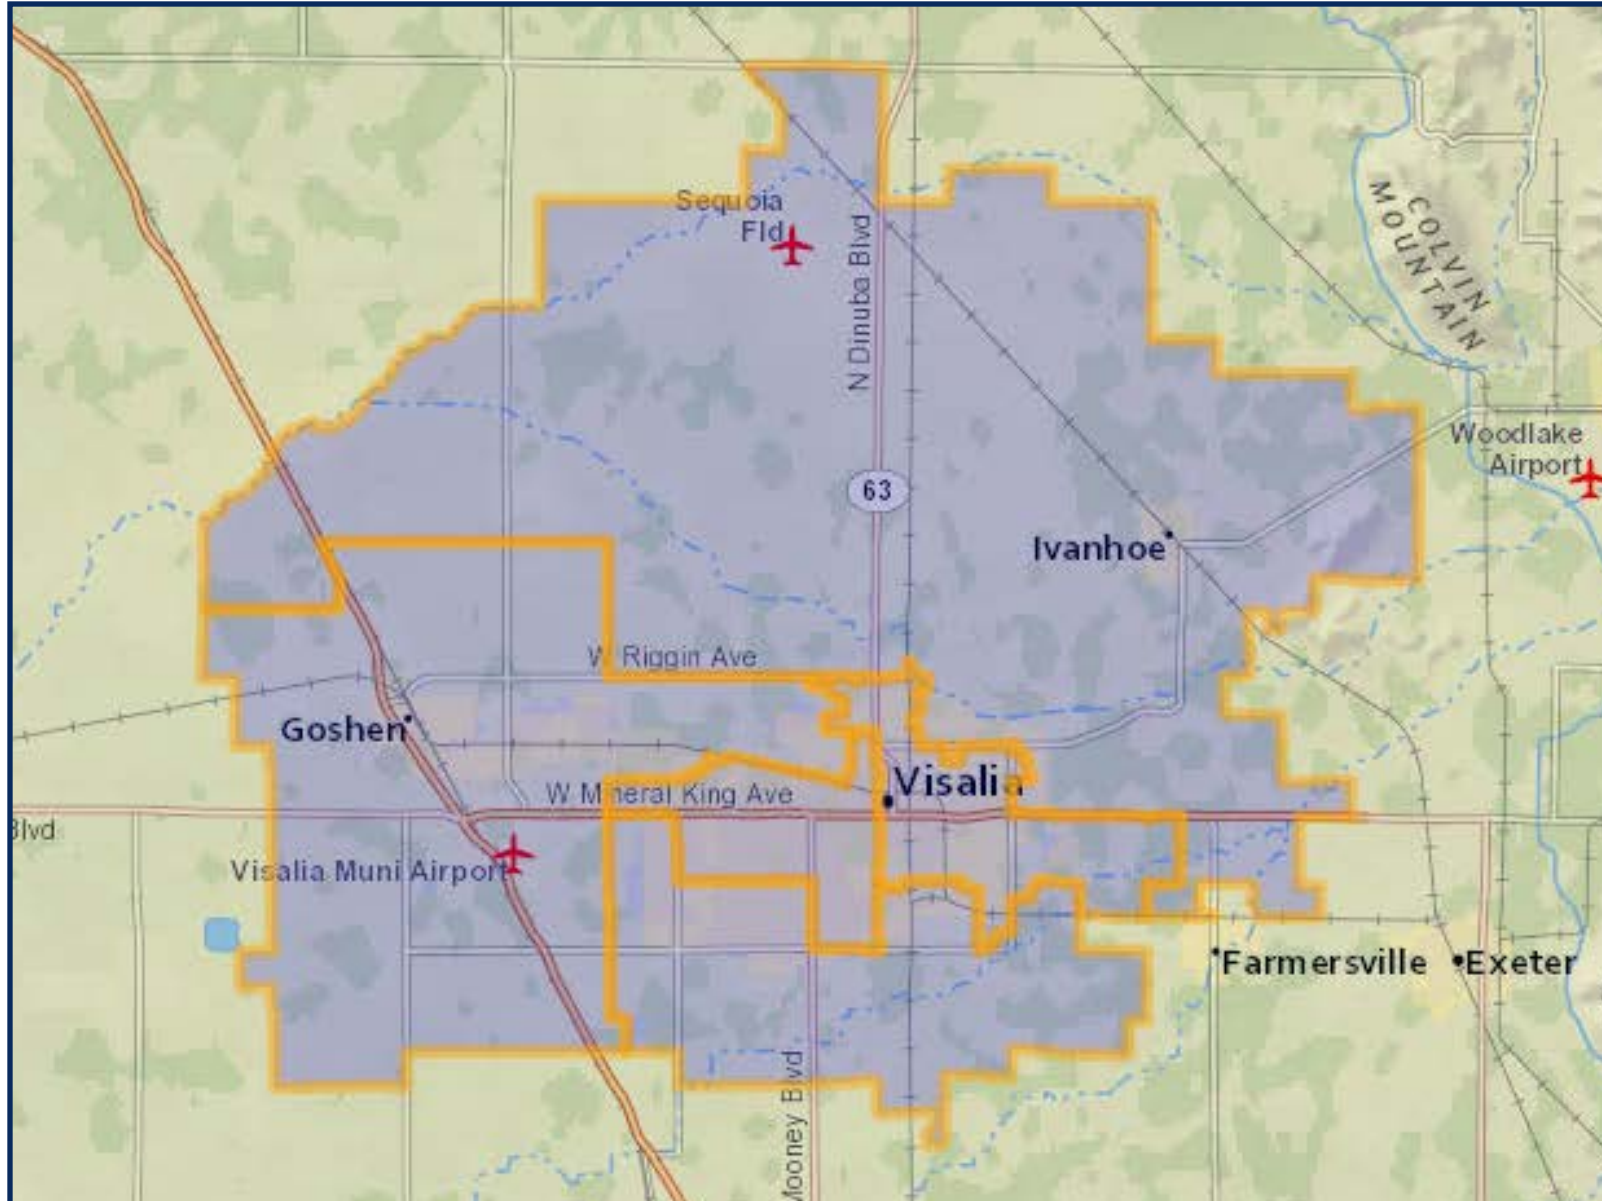 COLVIN
MOUNTAIN
Sequoia
Fld
N Dinuba Blvd
Woodlake
Airport
63
Ivanhoe
W Riggin Ave
Goshen
Visalia
W Mineral King Ave
Blvd
Visalia Muni Airport
Farmersville
Exeter
Mooney Blvd